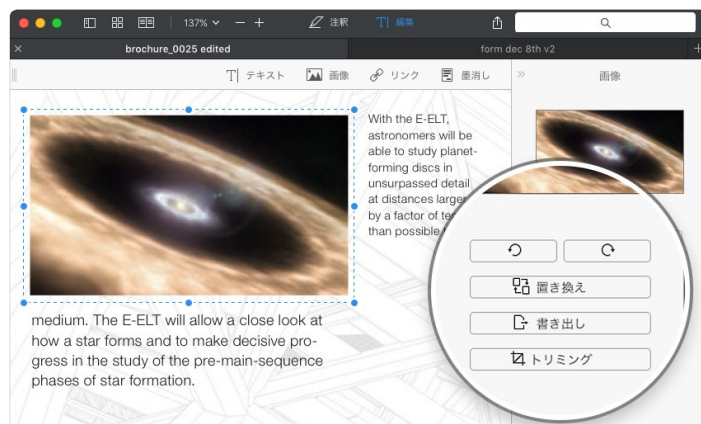 137%
注釈
編集
brochure_0025 edited
form dec 8th v2
テキスト
画像
リンク
墨消し
画像
With the E-ELT,
astronomers will be
able to study planet-
forming discs in
unsurpassed detail
at distances larger
by a factor of
than possible
medium. The E-ELT will allow a close look at
how a star forms and to make decisive pro-
gress in the study of the pre-main-sequence
phases of star formation.
置き換え
書き出し
トリミング